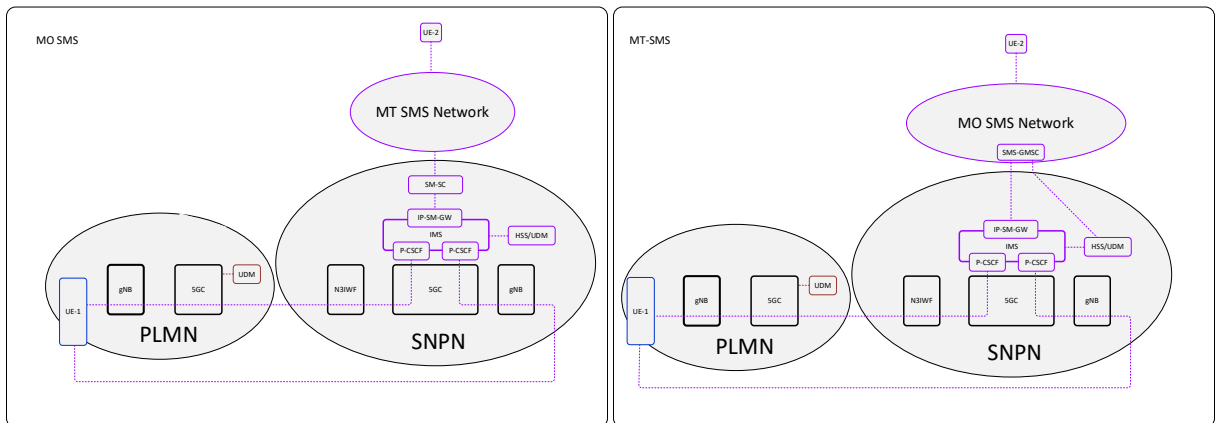 MO SMS
UE-2
MT SMS Network
SM-SC
IP-SM-GW
IMS
HSS/UDM
P-CSCF
P-CSCF
UDM
gNB
5GC
N3IWF
5GC
gNB
UE-1
PLMN
SNPN
MT-SMS
UE-2
MO SMS Network
SMS-GMSC
IP-SM-GW
IMS
HSS/UDM
P-CSCF
P-CSCF
UDM
gNB
5GC
N3IWF
5GC
gNB
UE-1
PLMN
SNPN